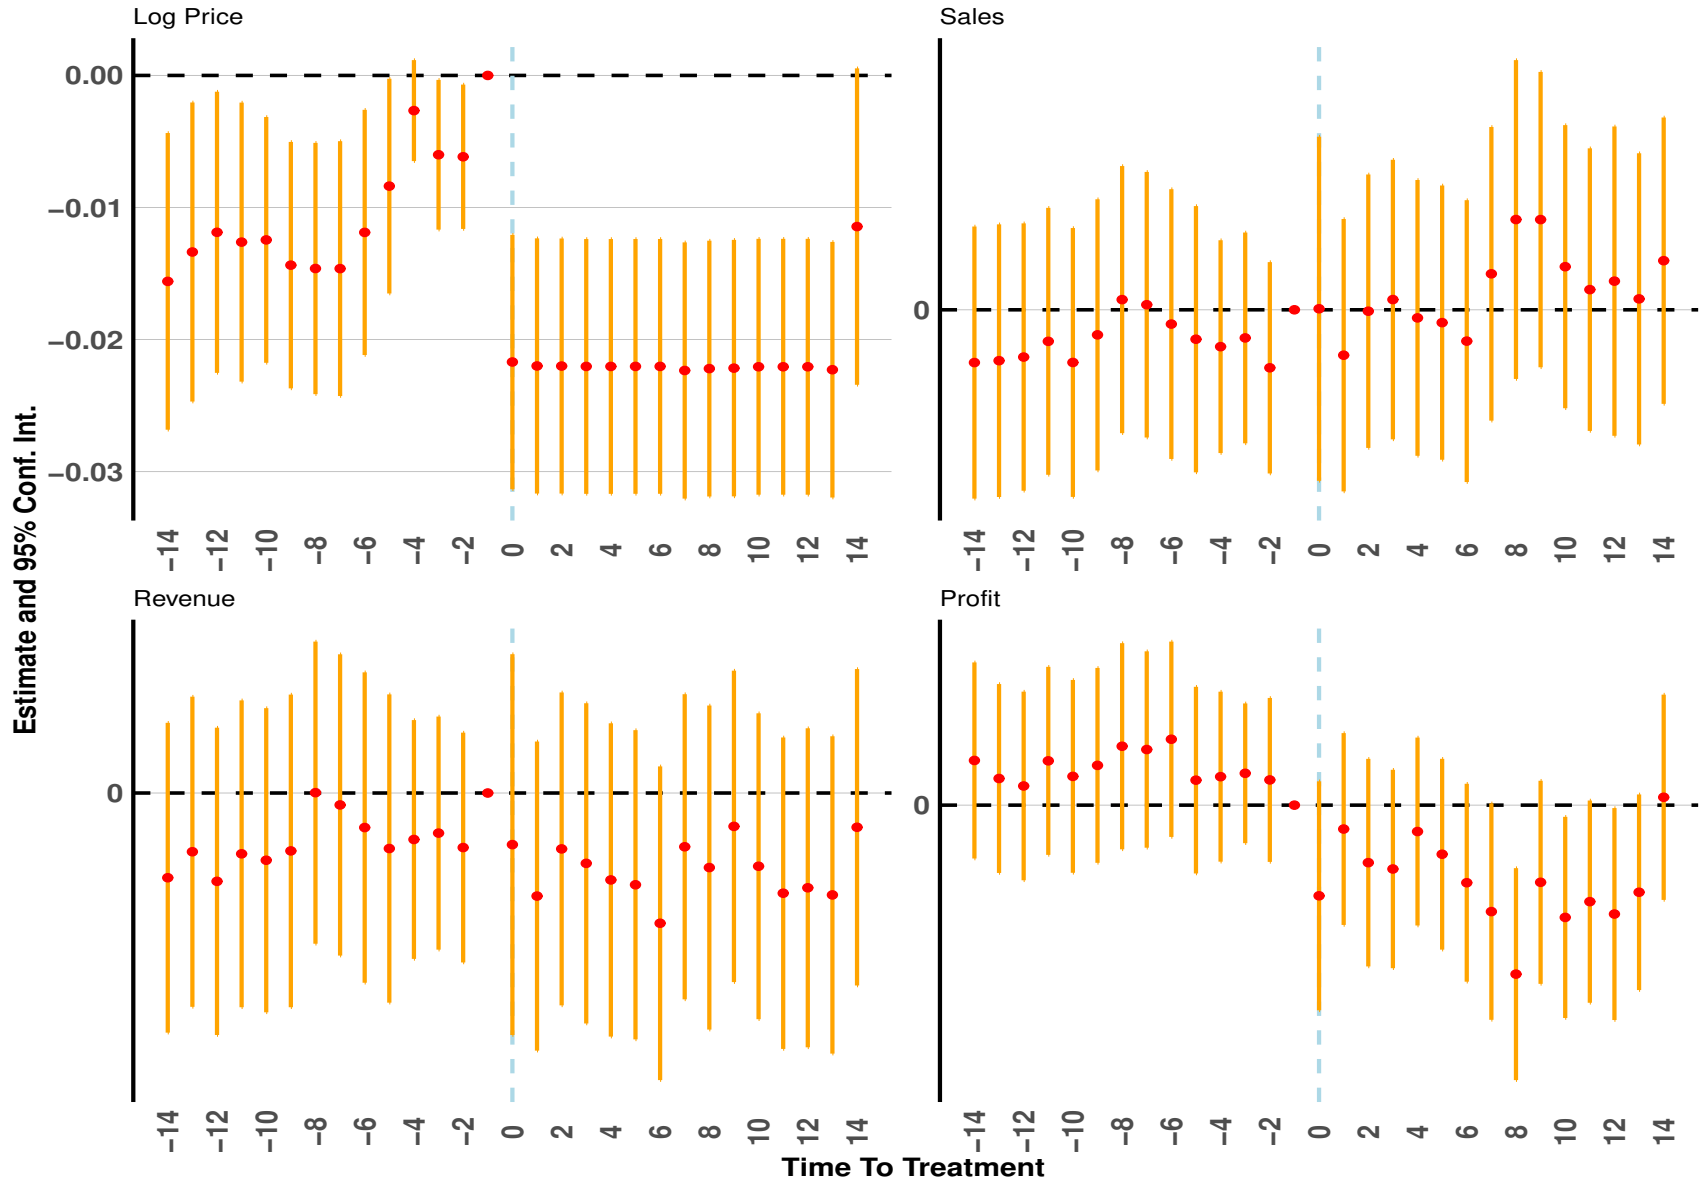 Log Price
0.00
−0.01
−0.02
−0.03
−14 −12 −10 −8 −6 −4 −2 0 2 4 6 8 10 12 14
Sales
0
−14 −12 −10 −8 −6 −4 −2 0 2 4 6 8 10 12 14
Estimate and 95% Conf. Int.
Revenue
0
−14 −12 −10 −8 −6 −4 −2 0 2 4 6 8 10 12 14
Profit
0
−14 −12 −10 −8 −6 −4 −2 0 2 4 6 8 10 12 14
Time To Treatment